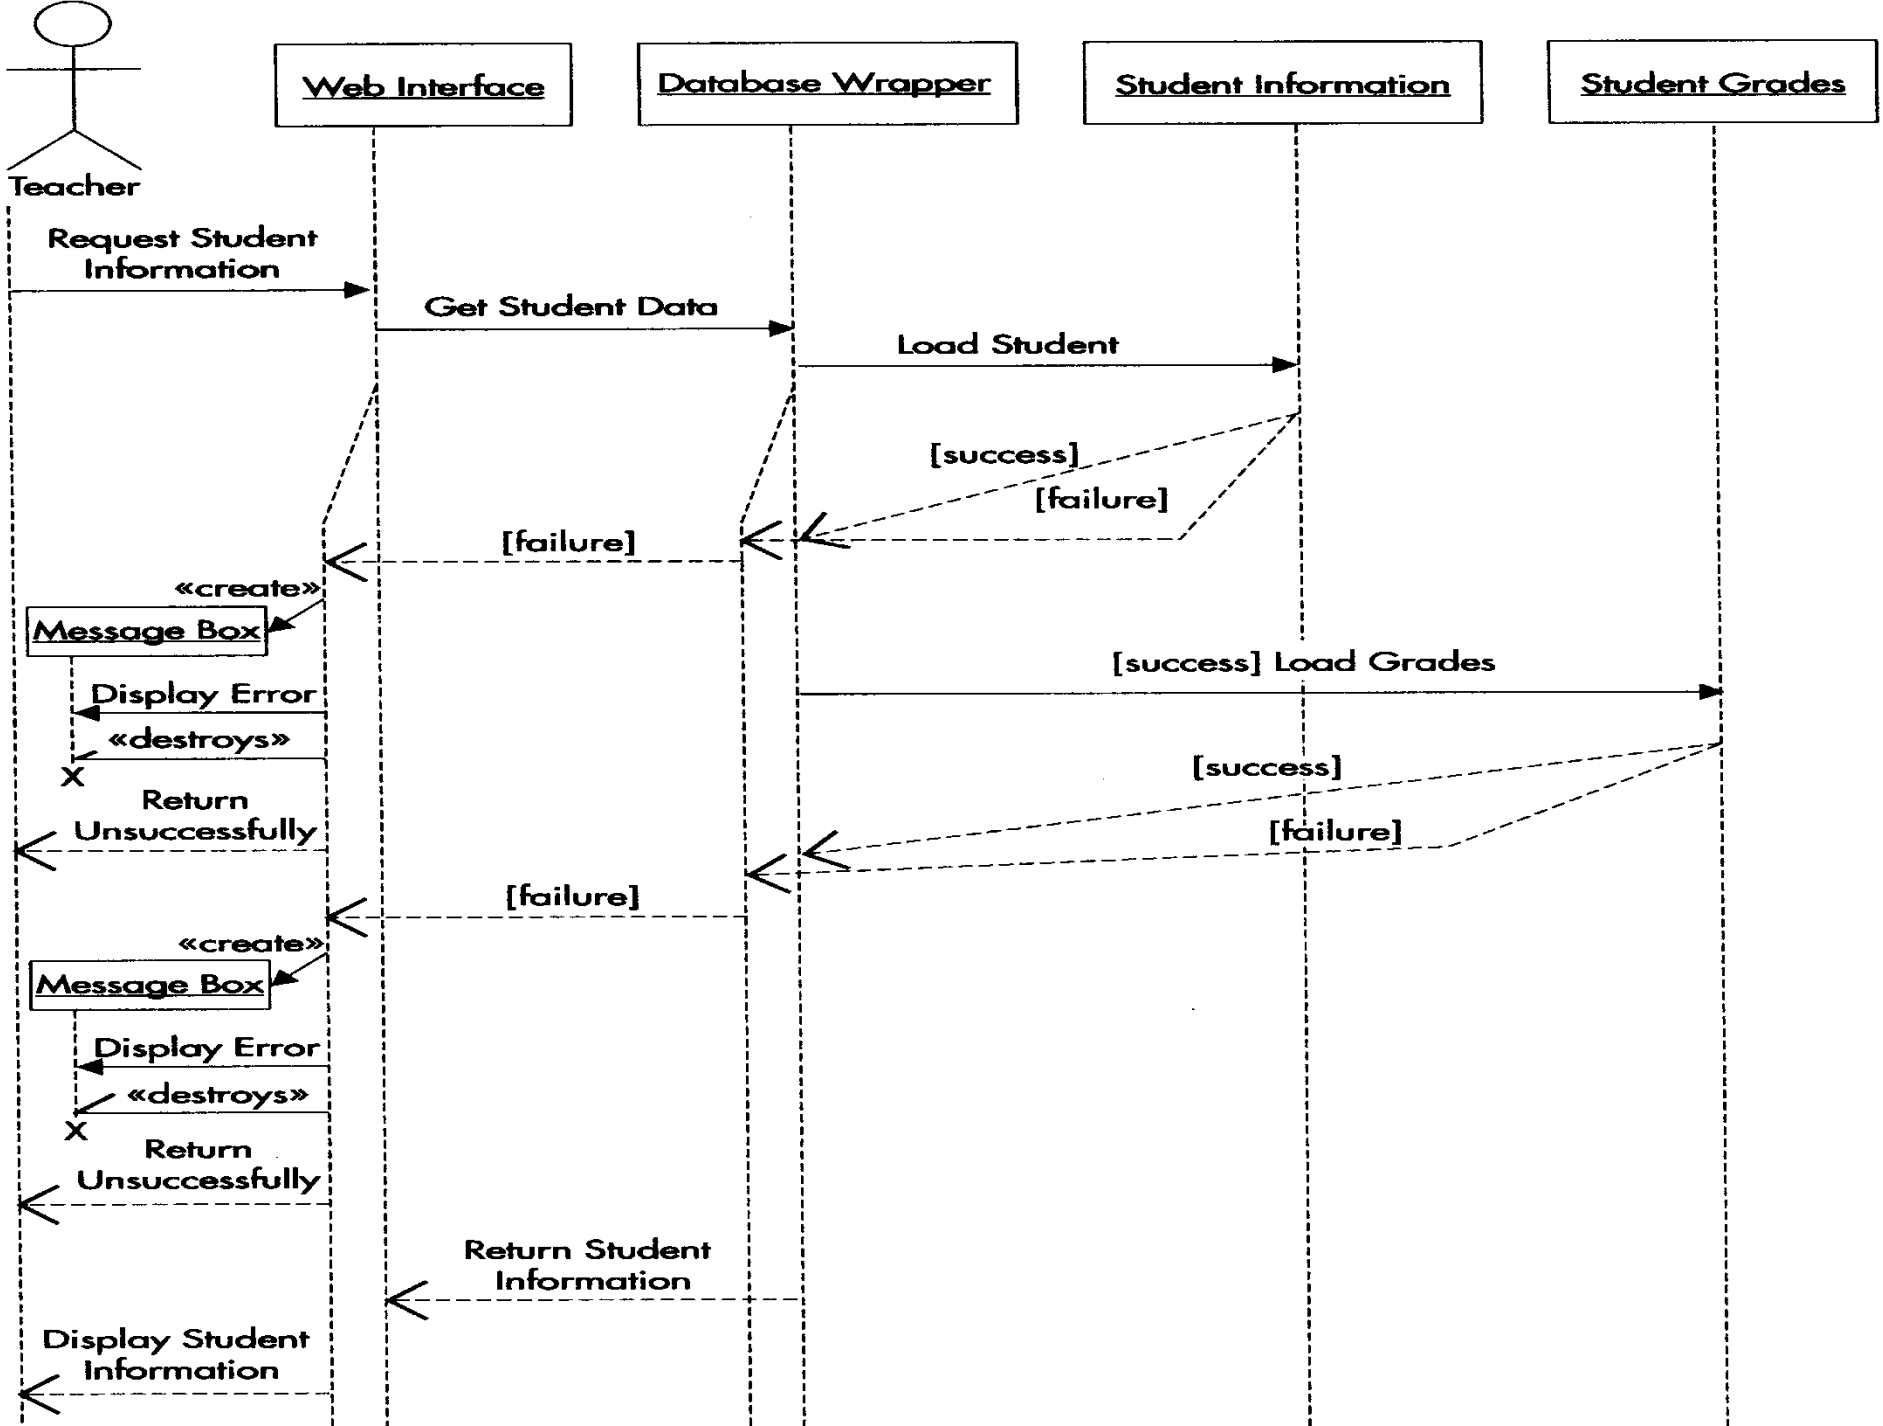 Web Interface
Database Wrapper
Student Information
Student Grades
Teacher
Request Student
Information
Get Student Data
Load Student
[success]
[failure]
[failure]
«create»
Message Box
[success] Load Grades
Display Error
«destroys»
X
[success]
Return
Unsuccessfully
[failure]
[failure]
«create»
Message Box
Display Error
«destroys»
X
Return
Unsuccessfully
Return Student
Information
Display Student
Information